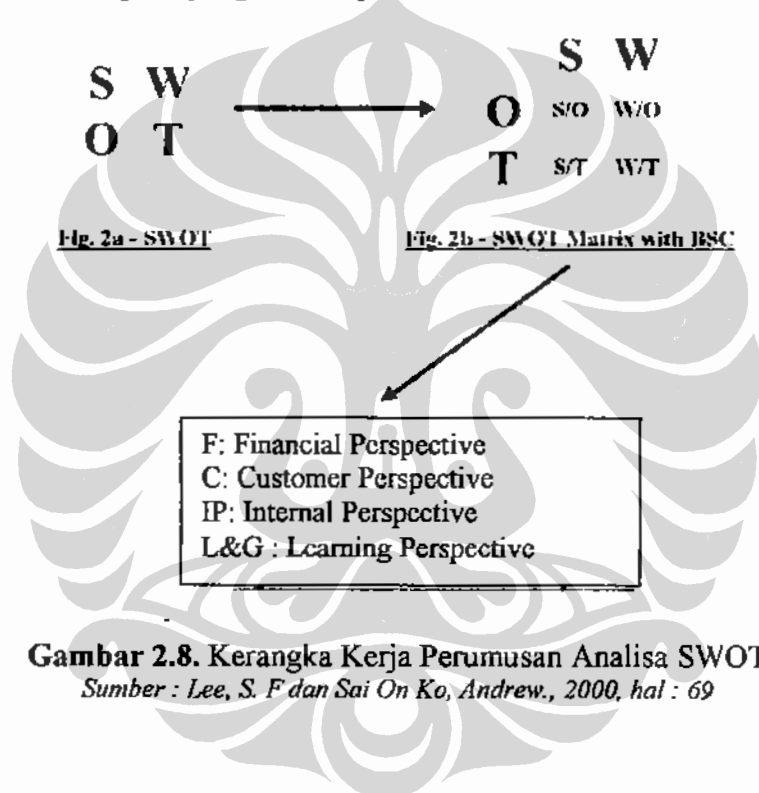 S W
O T
S W
O S/O W/O
T S/T W/T
Fig. 2a - SWOT
Fig. 2b - SWOT Matrix with BSC
F: Financial Perspective
C: Customer Perspective
IP: Internal Perspective
L&G : Learning Perspective
Gambar 2.8. Kerangka Kerja Perumusan Analisa SWOT
Sumber : Lee, S. F dan Sai On Ko, Andrew., 2000, hal : 69